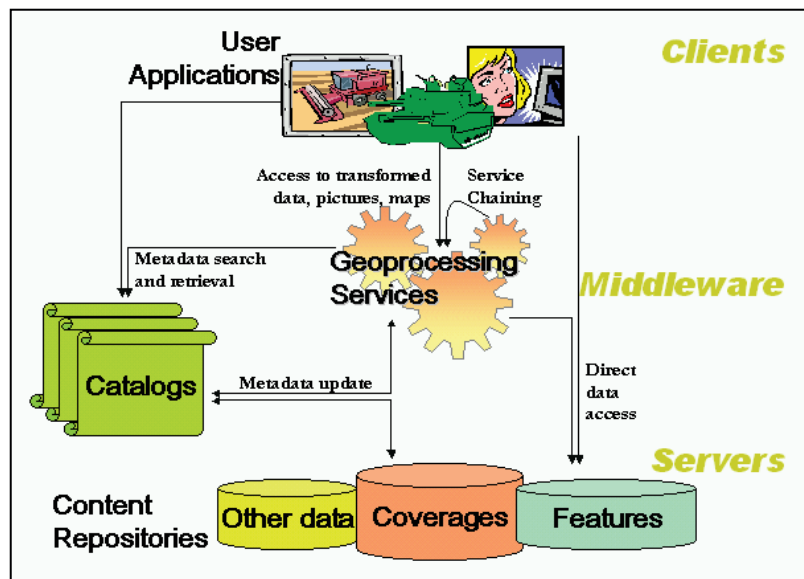 User
Applications
Clients
Access to transformed
data, pictures, maps
Service
Chaining
Metadata search
and retrieval
Geoprocessing
Services
Middleware
Catalogs
Metadata update
Direct
data
access
Servers
Content
Repositories
Other data
Coverages
Features